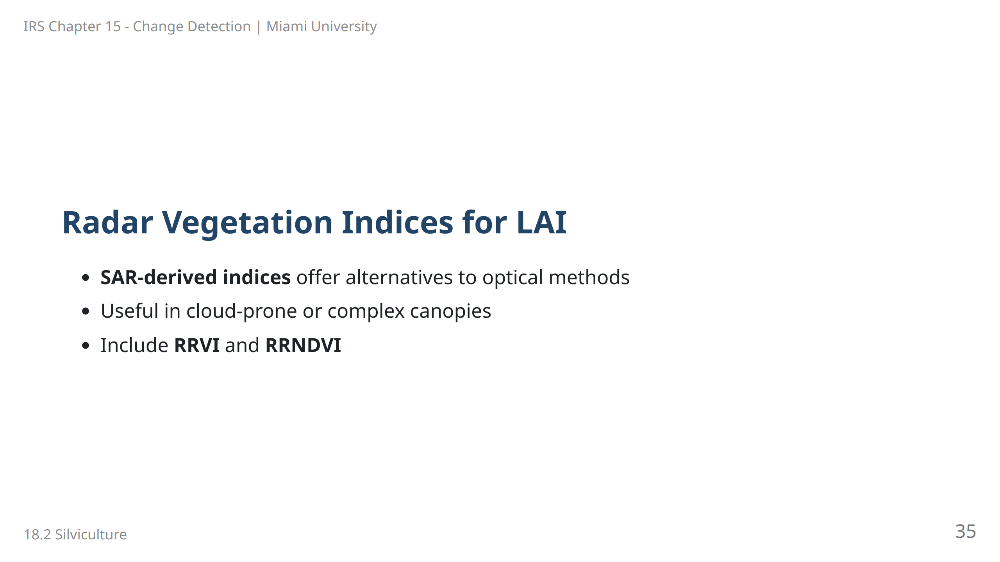 IRS Chapter 15 - Change Detection | Miami University
Radar Vegetation Indices for LAI
• SAR-derived indices offer alternatives to optical methods
• Useful in cloud-prone or complex canopies
• Include RRVI and RRNDVI
18.2 Silviculture
35